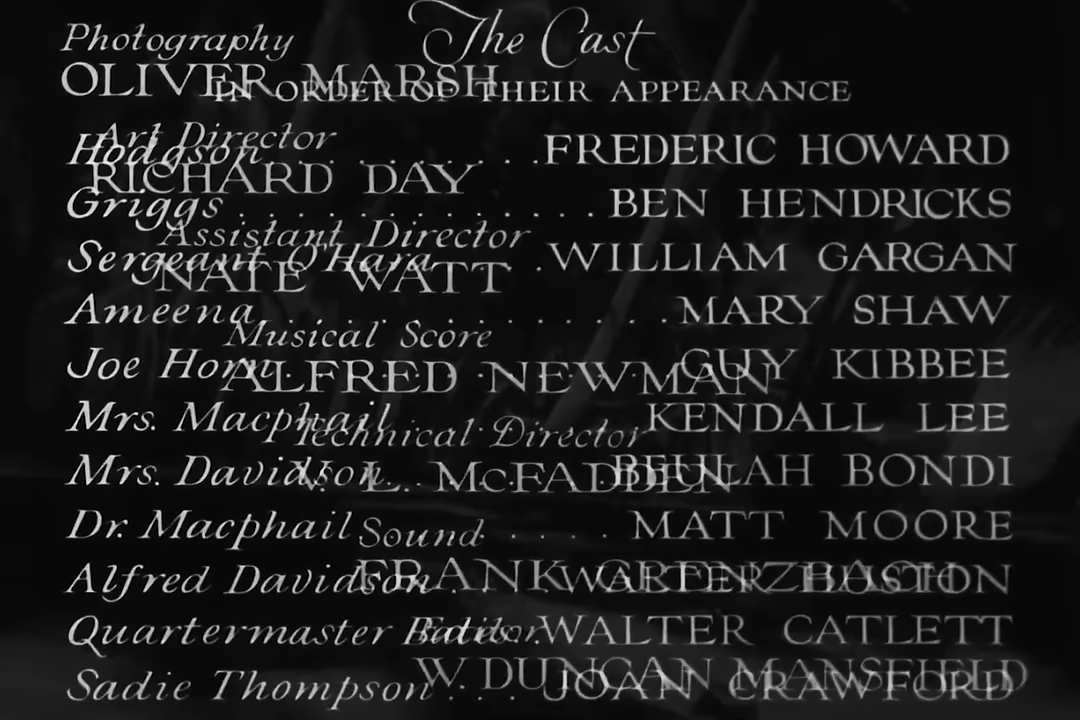 Photography
The Cast
OLIVER MARSH
IN ORDER OF THEIR APPEARANCE
Art Director
Hodgson. . . . . . . . . .FREDERIC HOWARD
RICHARD DAY
Griggs . . . . . . . . . . . . . . BEN HENDRICKS
Assistant Director
Sergeant O'Hara. . . .WILLIAM GARGAN
NATE WATT
Ameena. . . . . . . . . . . . . . . .MARY SHAW
Musical Score
Joe Horn. . . . . . . . . GUY KIBBEE
ALFRED NEWMAN
Mrs. Macphail KENDALL LEE
Technical Director
Mrs. Davidson. . . . . . BEULAH BONDI
V. L. McFADDEN
Dr. Macphail . . . . . MATT MOORE
Sound
Alfred Davidson . . . WALTER HUSTON
FRANK GRENZBACH
Quartermaster Bates. WALTER CATLETT
Editor
W. DUNCAN MANSFIELD
Sadie Thompson . . . JOAN CRAWFORD